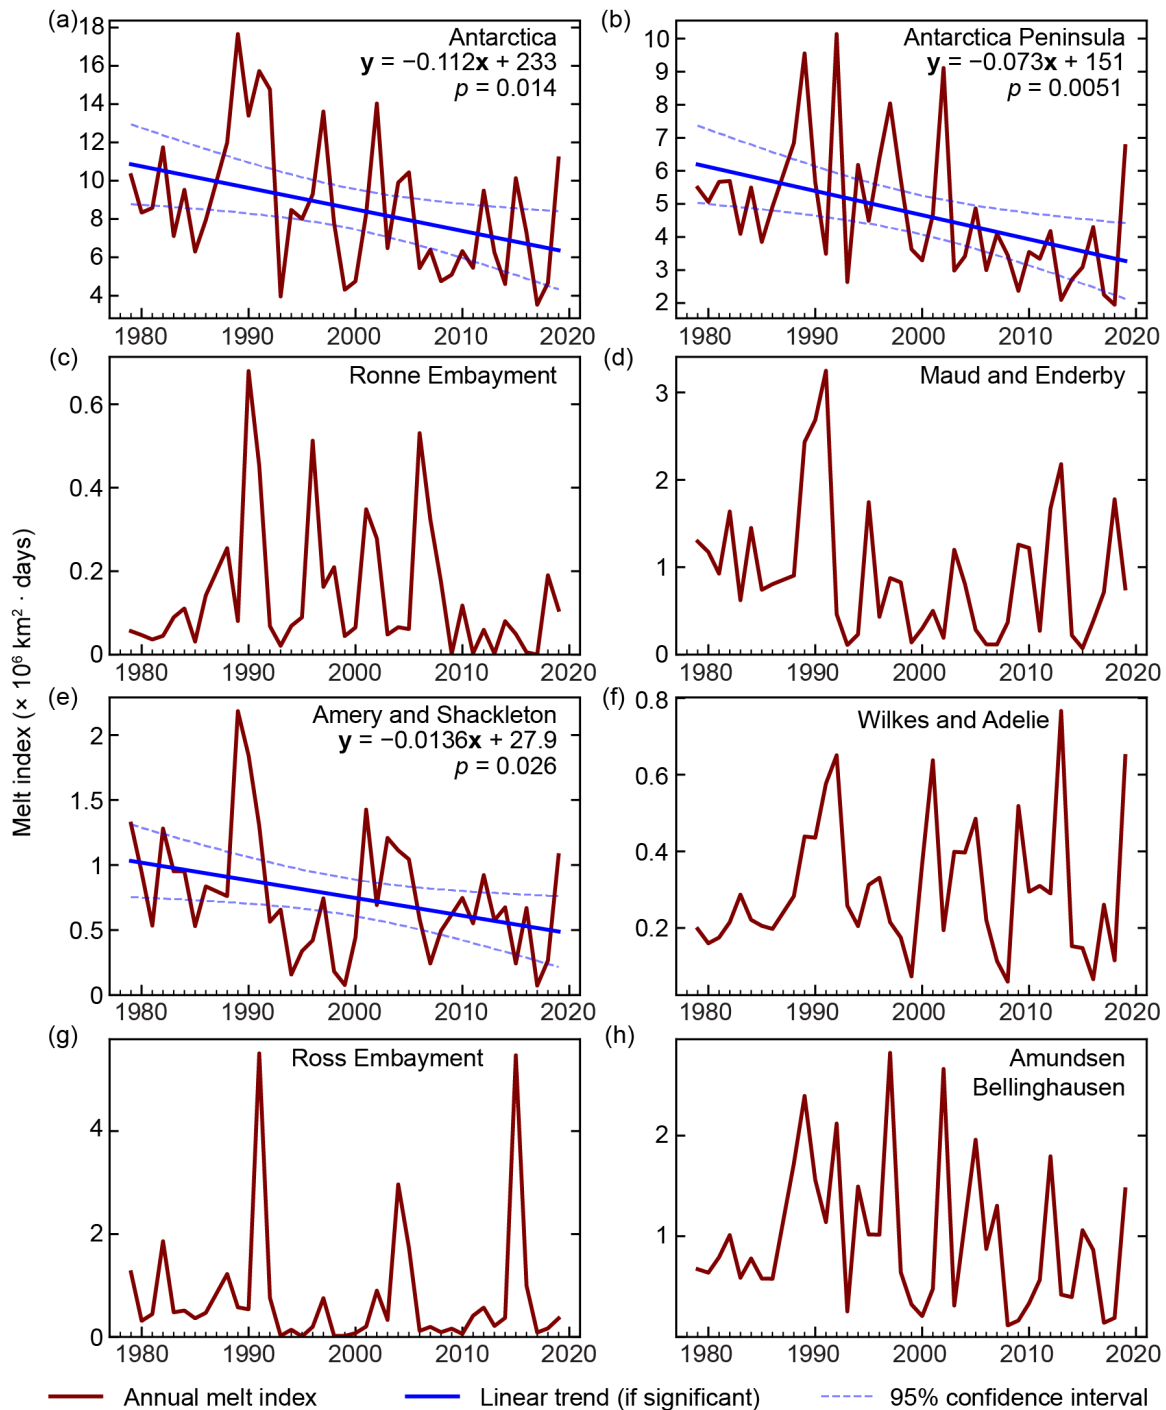 (a)
Antarctica
y = −0.112x + 233
p = 0.014
18
16
14
12
10
8
6
4
1980 1990 2000 2010 2020
(b)
Antarctica Peninsula
y = −0.073x + 151
p = 0.0051
10
9
8
7
6
5
4
3
2
1980 1990 2000 2010 2020
(c)
Ronne Embayment
0.6
0.4
0.2
0
1980 1990 2000 2010 2020
(d)
Maud and Enderby
3
2
1
0
1980 1990 2000 2010 2020
Melt index (× 10⁶ km² · days)
(e)
Amery and Shackleton
y = −0.0136x + 27.9
p = 0.026
2
1.5
1
0.5
0
1980 1990 2000 2010 2020
(f)
Wilkes and Adelie
0.8
0.6
0.4
0.2
1980 1990 2000 2010 2020
(g)
Ross Embayment
4
2
0
1980 1990 2000 2010 2020
(h)
Amundsen
Bellinghausen
2
1
1980 1990 2000 2010 2020
Annual melt index Linear trend (if significant) 95% confidence interval